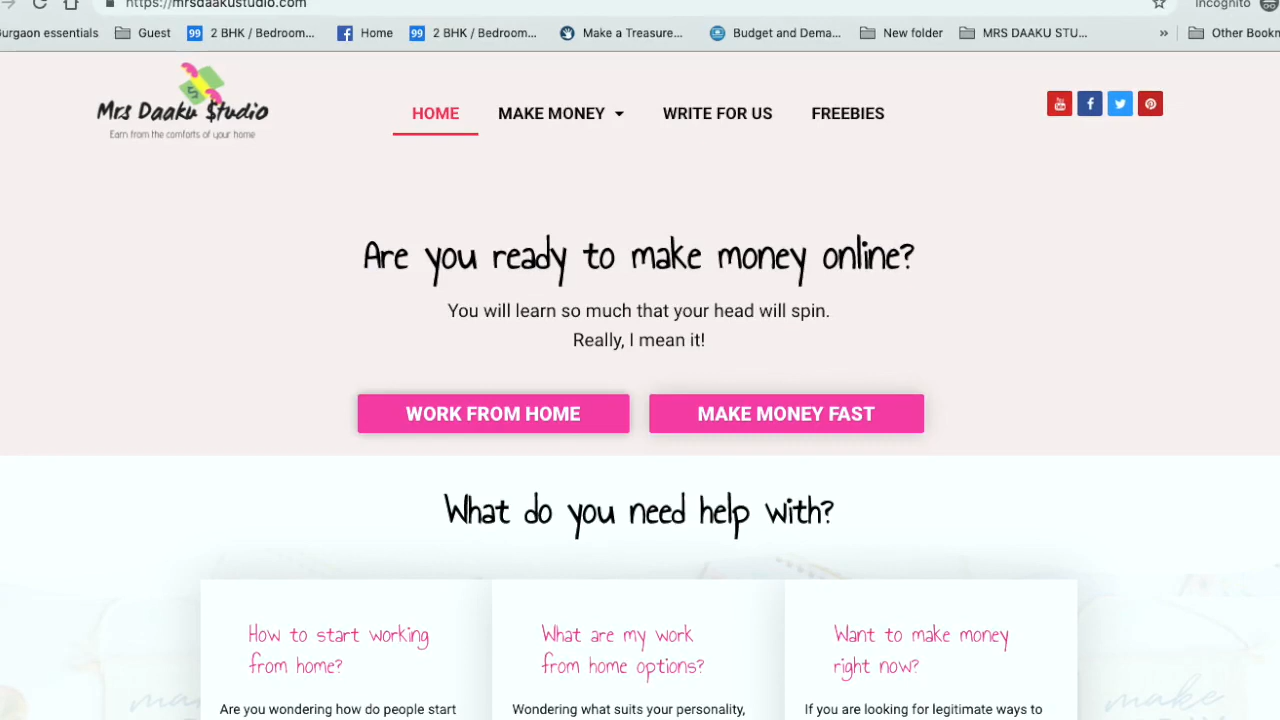 https://mrsdaakustudio.com
Incognito
Gurgaon essentials Guest 2 BHK / Bedroom... Home 2 BHK / Bedroom... Make a Treasure... Budget and Dema... New folder MRS DAAKU STU... » Other Bookm
Mrs Daaku $tudio
Earn from the comforts of your home
HOME MAKE MONEY WRITE FOR US FREEBIES
Are you ready to make money online?
You will learn so much that your head will spin.
Really, I mean it!
WORK FROM HOME MAKE MONEY FAST
What do you need help with?
How to start working
from home?
What are my work
from home options?
Want to make money
right now?
Are you wondering how do people start
Wondering what suits your personality,
If you are looking for legitimate ways to
make